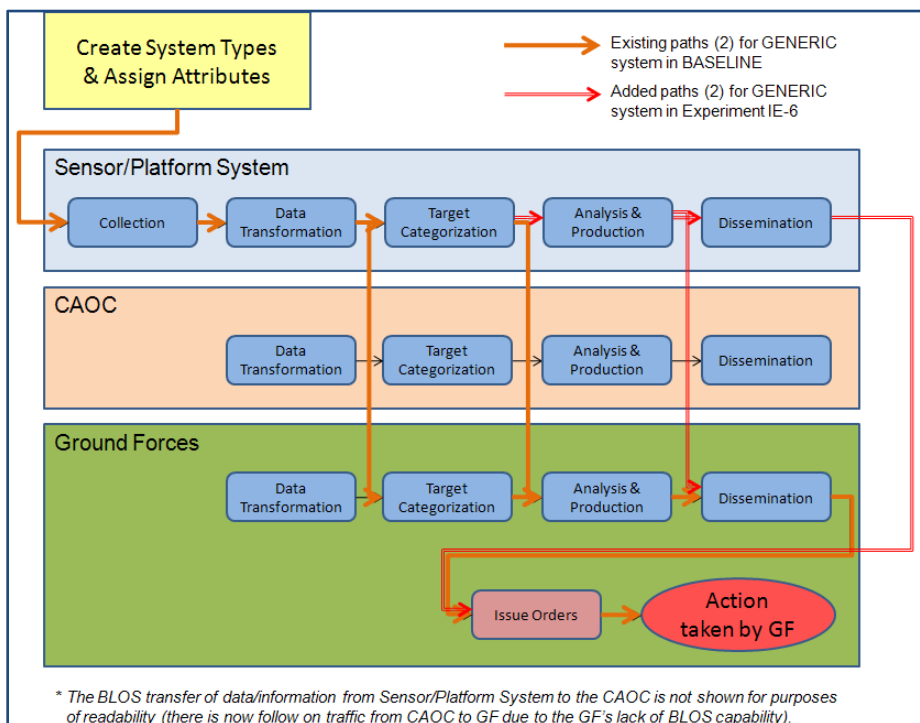 Create System Types
& Assign Attributes
Existing paths (2) for GENERIC
system in BASELINE
Added paths (2) for GENERIC
system in Experiment IE-6
Sensor/Platform System
Collection
Data
Transformation
Target
Categorization
Analysis &
Production
Dissemination
CAOC
Data
Transformation
Target
Categorization
Analysis &
Production
Dissemination
Ground Forces
Data
Transformation
Target
Categorization
Analysis &
Production
Dissemination
Issue Orders
Action
taken by GF
* The BLOS transfer of data/information from Sensor/Platform System to the CAOC is not shown for purposes
of readability (there is now follow on traffic from CAOC to GF due to the GF's lack of BLOS capability)